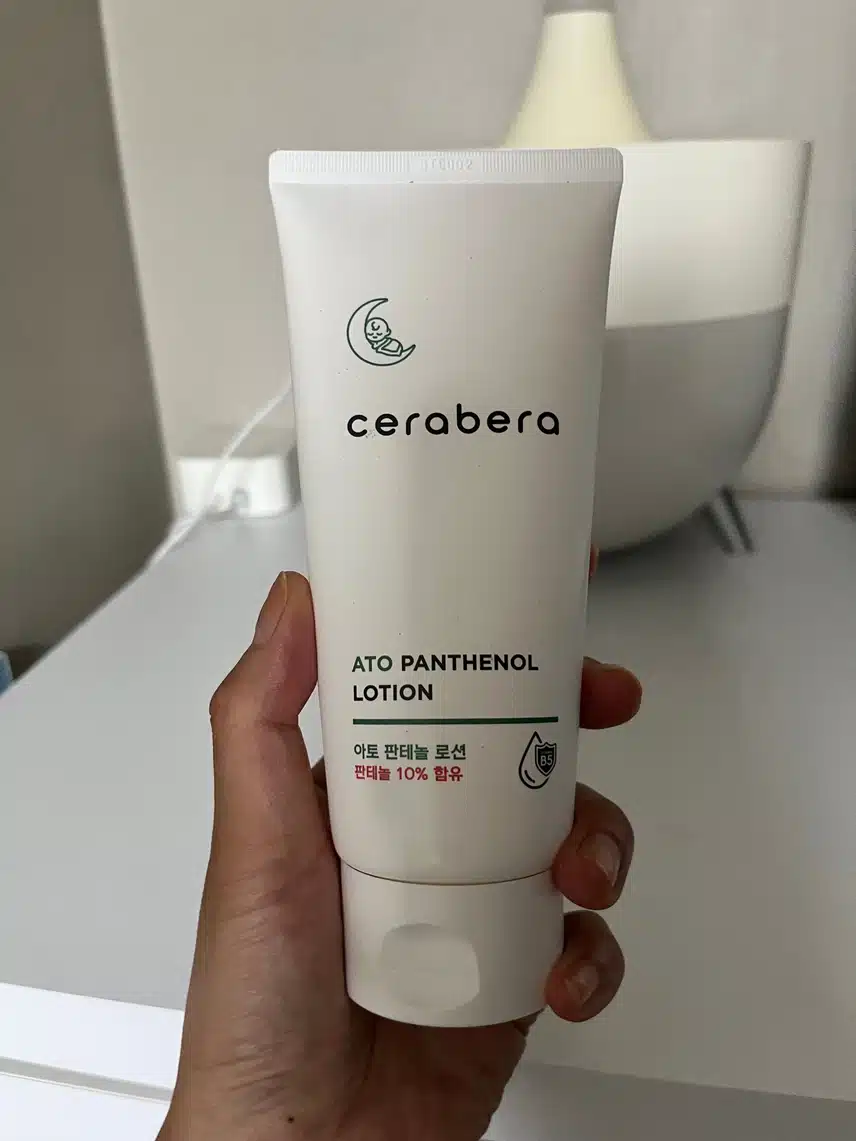 cerabera
ATO PANTHENOL
LOTION
아토 판테놀 로션
판테놀 10% 함유
B5